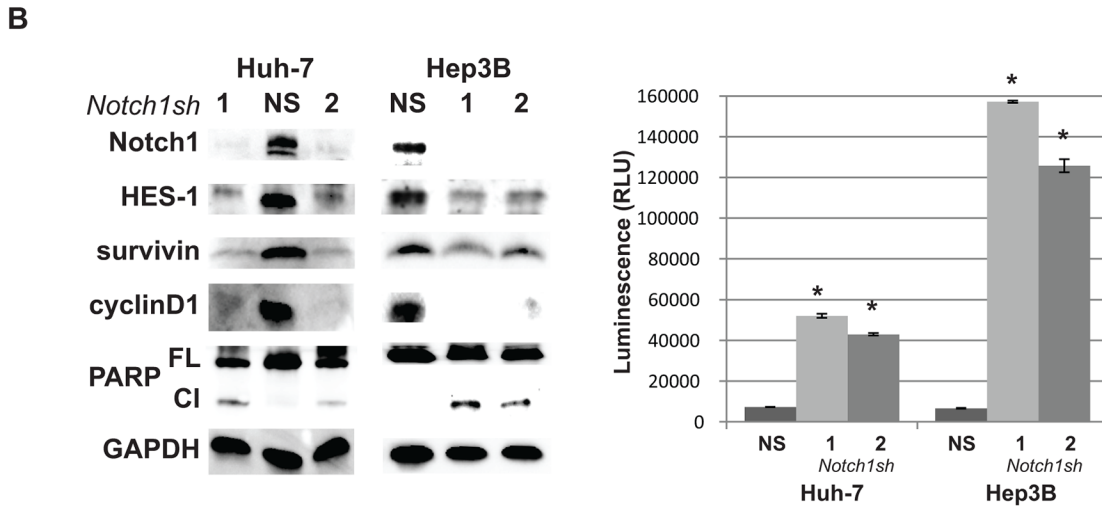 B
Huh-7 Hep3B
Notch1sh 1 NS 2 NS 1 2
Notch1
HES-1
survivin
cyclinD1
PARP FL
Cl
GAPDH
Luminescence (RLU)
160000
140000
120000
100000
80000
60000
40000
20000
0
* * * *
NS 1 2 NS 1 2
Notch1sh Notch1sh
Huh-7 Hep3B